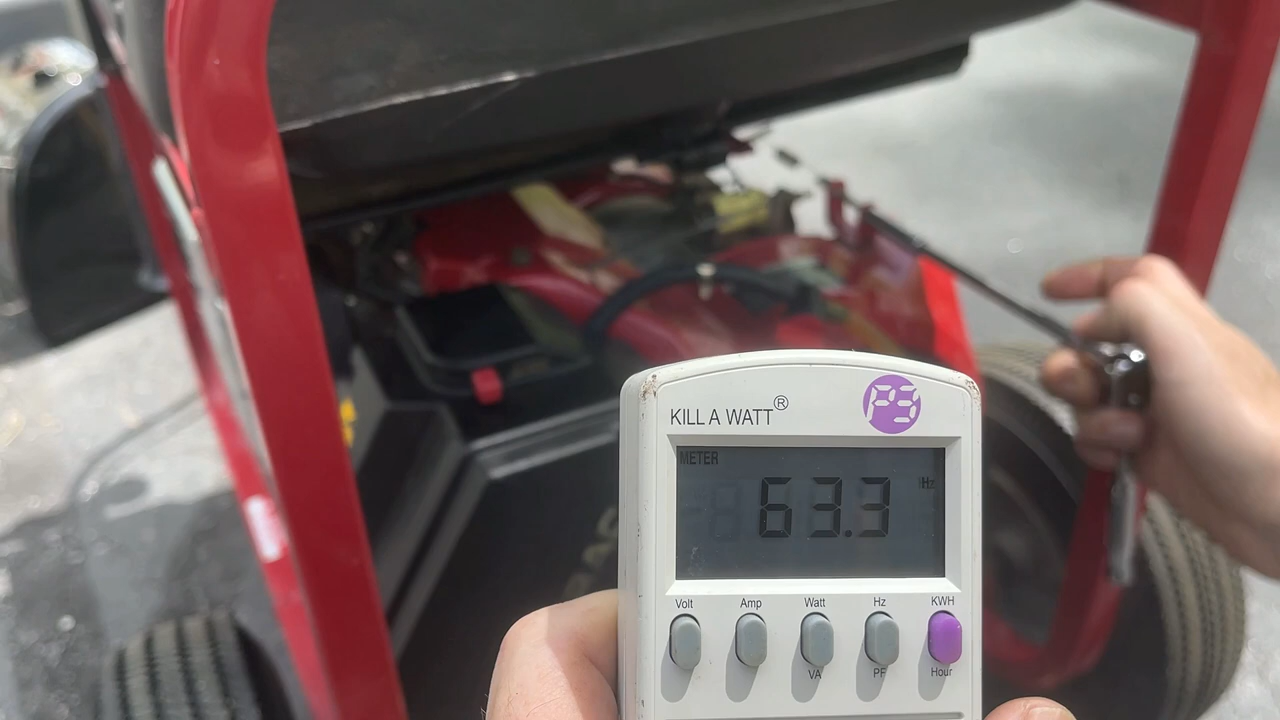 KILL A WATT®
P3
METER
63.3 Hz
Volt Amp Watt Hz KWH
VA PF Hour